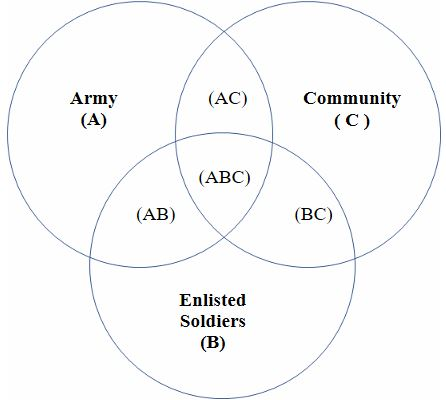 Army
(A)
(AC)
Community
( C )
(ABC)
(AB)
(BC)
Enlisted
Soldiers
(B)